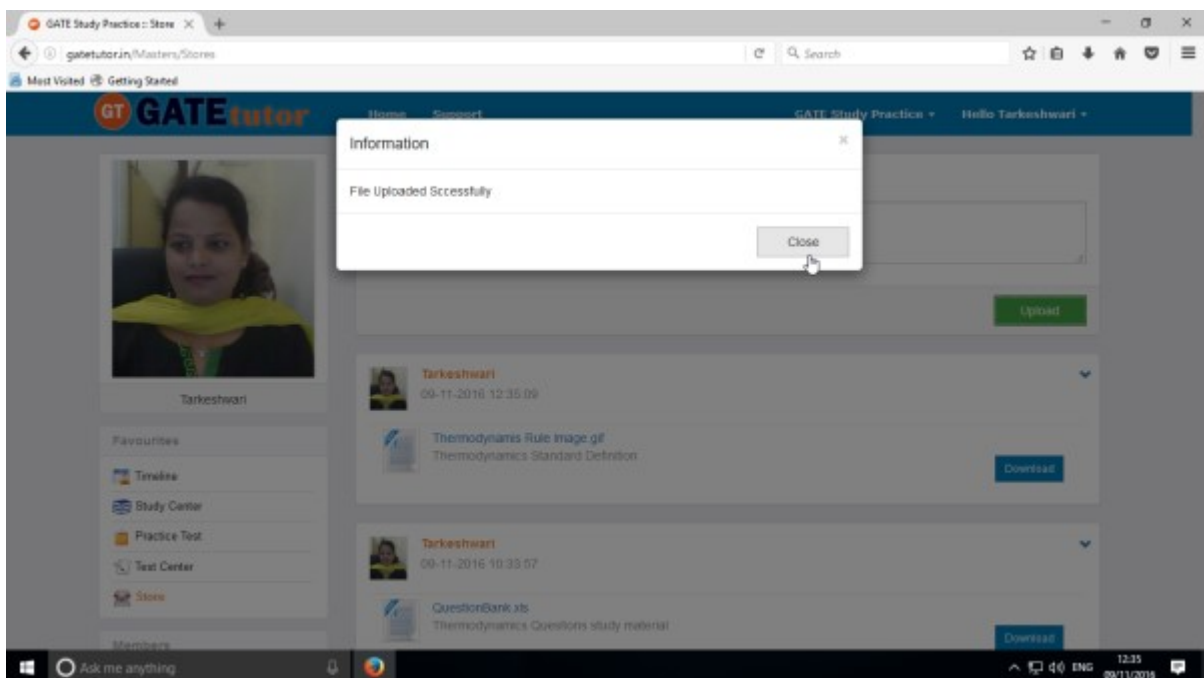 GATE Study Practice :: Store
gatetutor.in/Masters/Stores
Search
Most Visited Getting Started
GT GATEtutor Home Support GATE Study Practice Hello Tarkeshwari
Information
File Uploaded Sccessfully
Close
Upload
Tarkeshwari
Tarkeshwari
09-11-2016 12:35:09
Thermodynamis Rule Image.gif
Thermodynamics Standard Definition
Download
Favourites
Timeline
Study Center
Practice Test
Test Center
Store
Members
Tarkeshwari
09-11-2016 10:33:57
QuestionBank.xls
Thermodynamics Questions study material
Download
Ask me anything
ENG
12:35
09/11/2016